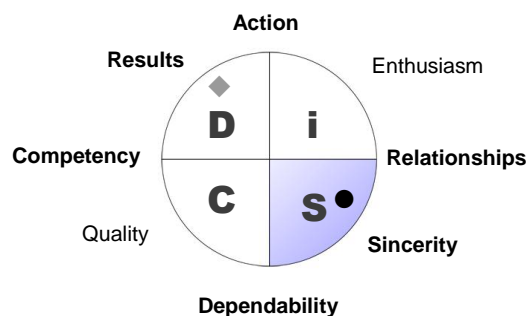 Action
Results
Enthusiasm
D i
Competency
Relationships
C S
Quality
Sincerity
Dependability